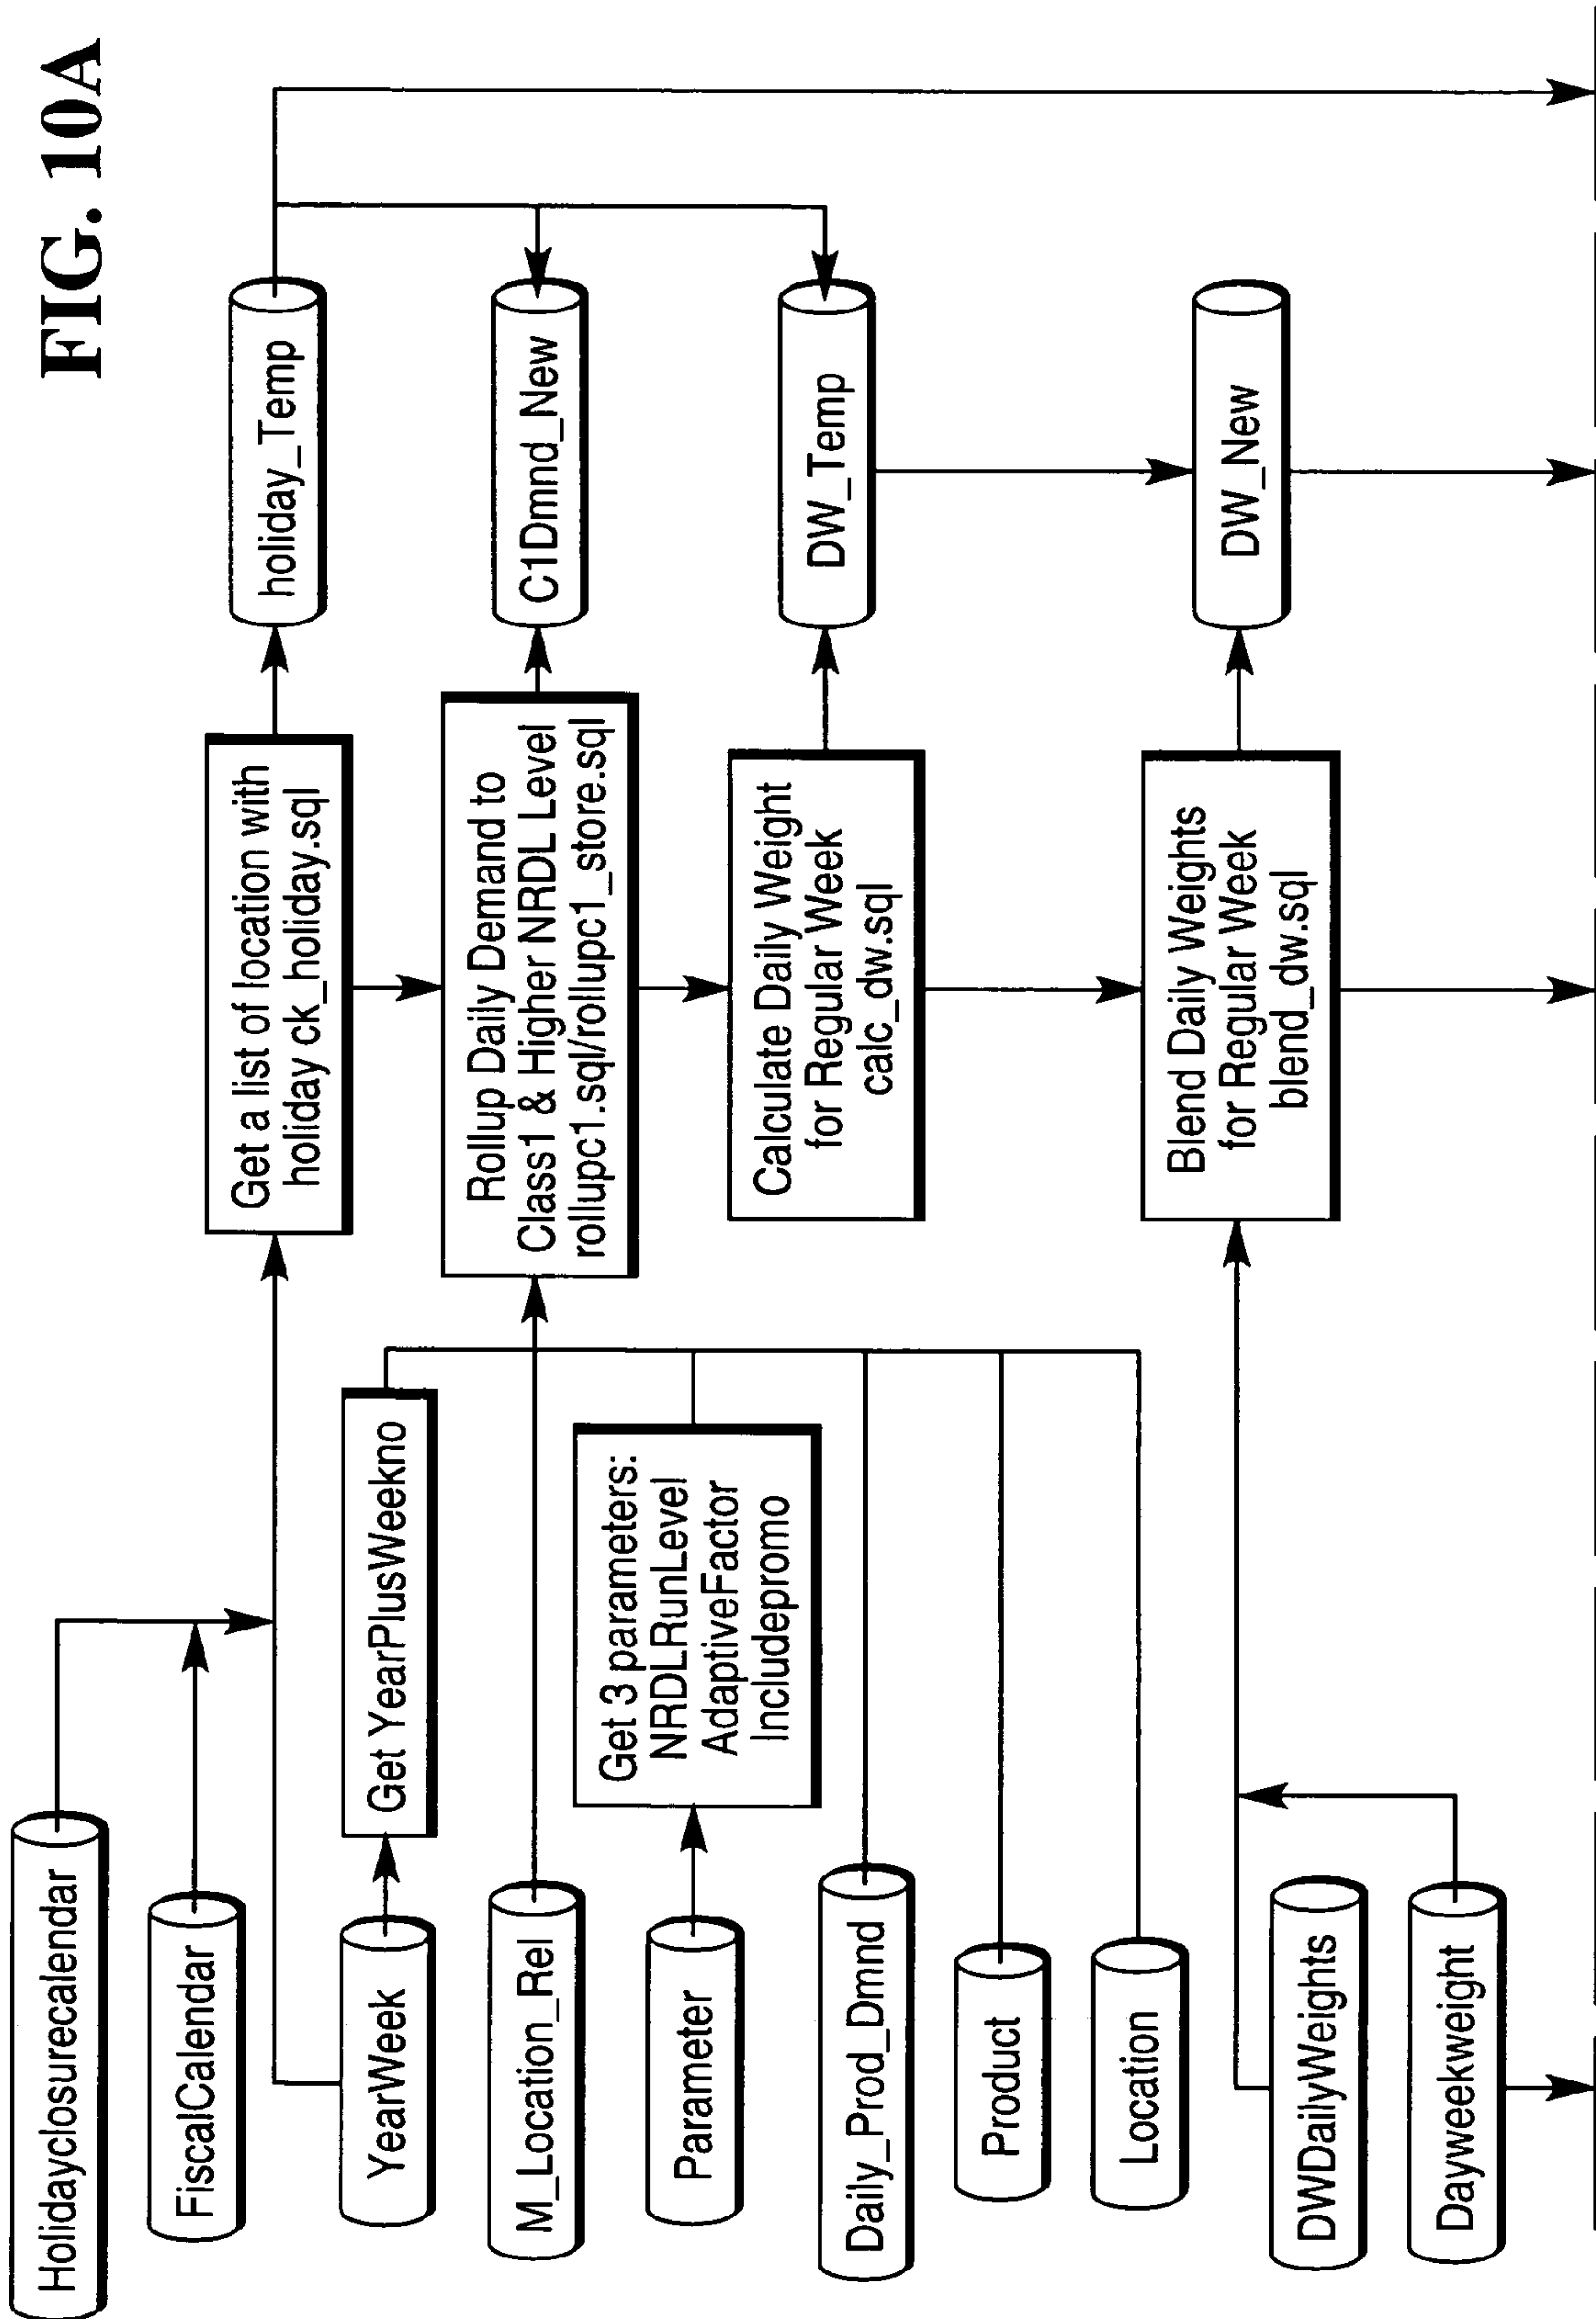 FIG. 10A
Holidayclosurecalendar
FiscalCalendar
YearWeek
M_Location_Rel
Parameter
Daily_Prod_Dmnd
Product
Location
DWDailyWeights
Dayweekweight
Get YearPlusWeekno
Get 3 parameters:
NRDLRunLevel
AdaptiveFactor
Includepromo
Get a list of location with
holiday ck_holiday.sql
Rollup Daily Demand to
Class1 & Higher NRDL Level
rollupc1.sql/rollupc1_store.sql
Calculate Daily Weight
for Regular Week
calc_dw.sql
Blend Daily Weights
for Regular Week
blend_dw.sql
holiday_Temp
C1Dmnd_New
DW_Temp
DW_New